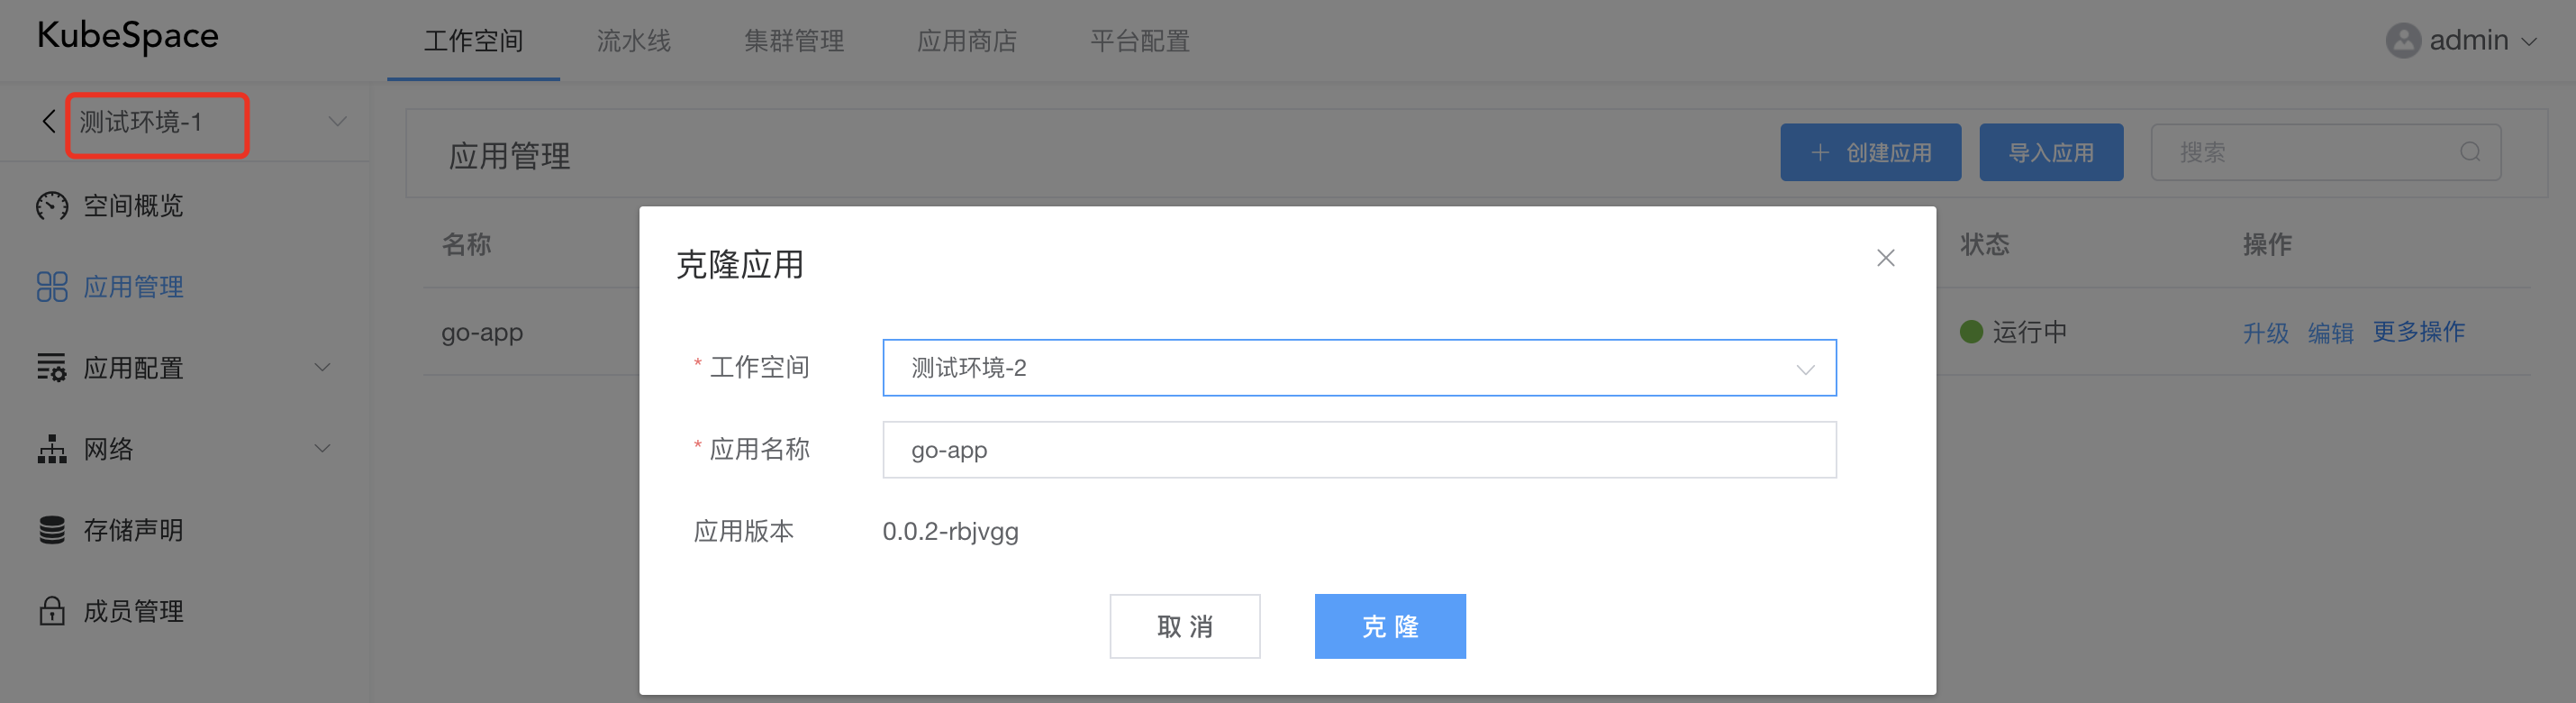 KubeSpace
工作空间 流水线 集群管理 应用商店 平台配置
admin
测试环境-1
空间概览
应用管理
应用配置
网络
存储声明
成员管理
应用管理
+ 创建应用 导入应用 搜索
名称 状态 操作
go-app 运行中 升级 编辑 更多操作
克隆应用
* 工作空间 测试环境-2
* 应用名称 go-app
应用版本 0.0.2-rbjvgg
取 消 克 隆